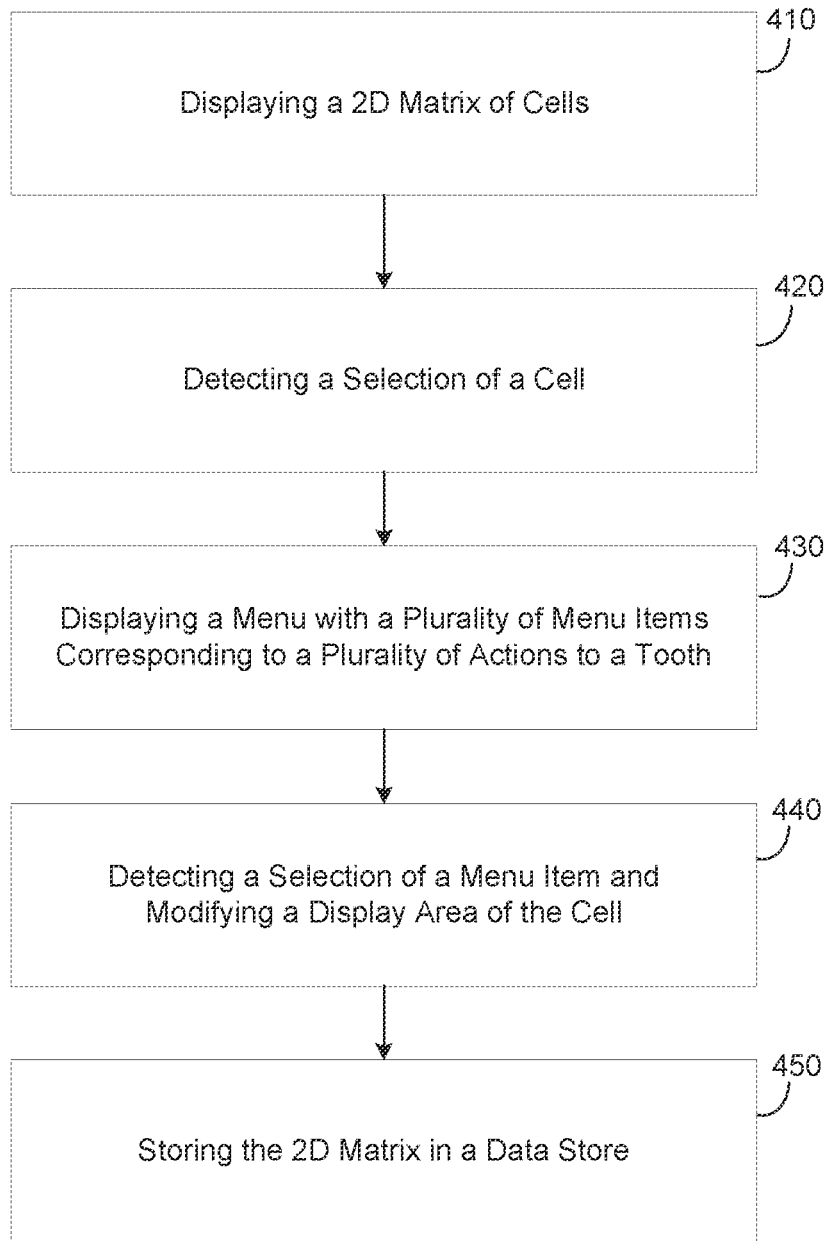 410
Displaying a 2D Matrix of Cells
420
Detecting a Selection of a Cell
430
Displaying a Menu with a Plurality of Menu Items
Corresponding to a Plurality of Actions to a Tooth
440
Detecting a Selection of a Menu Item and
Modifying a Display Area of the Cell
450
Storing the 2D Matrix in a Data Store